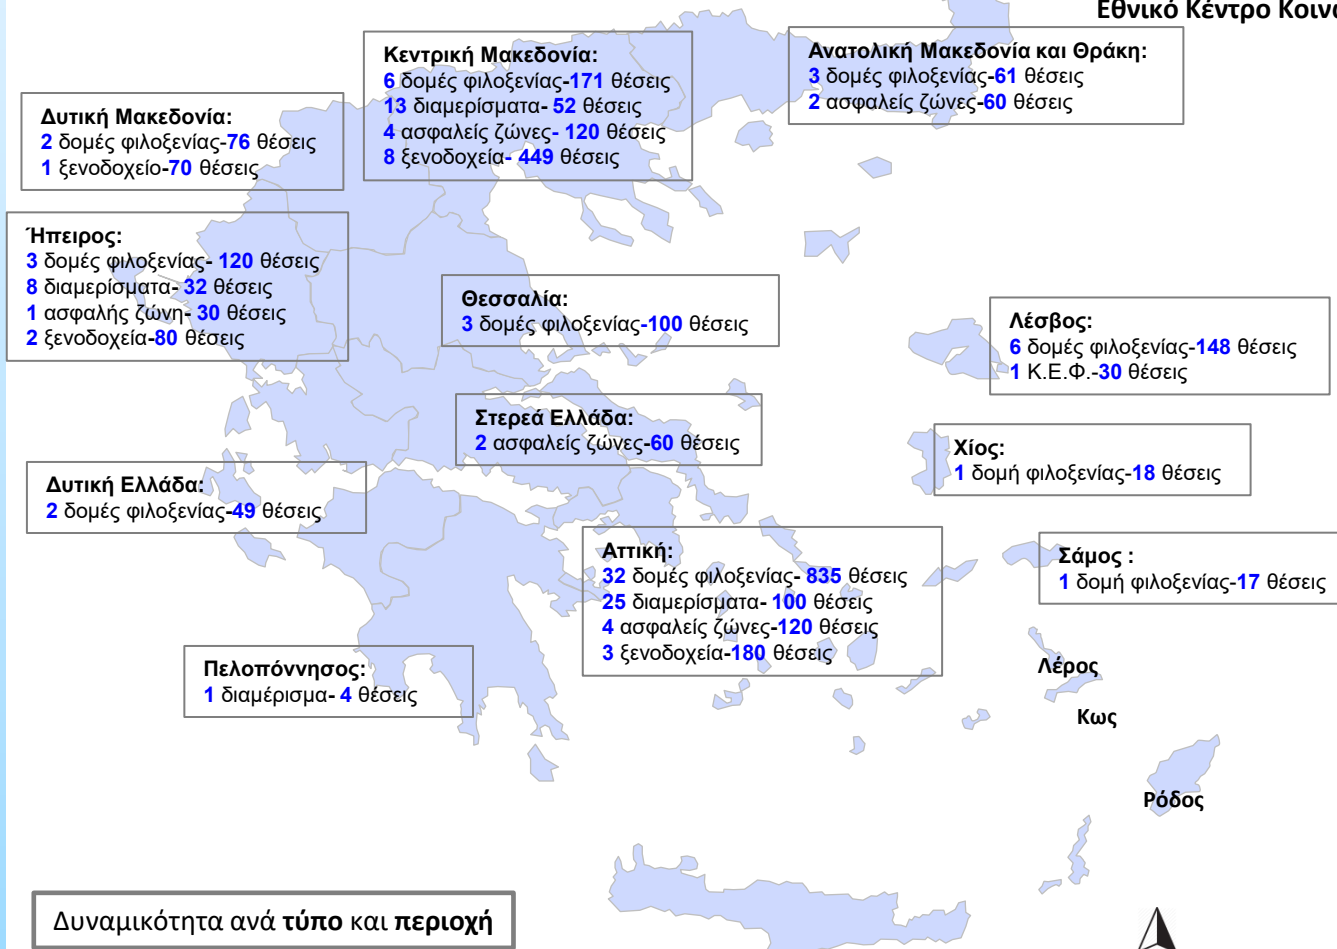 Εθνικό Κέντρο
Κεντρική Μακεδονία:
6 δομές φιλοξενίας-171 θέσεις
13 διαμερίσματα- 52 θέσεις
4 ασφαλείς ζώνες- 120 θέσεις
8 ξενοδοχεία- 449 θέσεις
Ανατολική Μακεδονία και Θράκη:
3 δομές φιλοξενίας-61 θέσεις
2 ασφαλείς ζώνες-60 θέσεις
Δυτική Μακεδονία:
2 δομές φιλοξενίας-76 θέσεις
1 ξενοδοχείο-70 θέσεις
Ήπειρος:
3 δομές φιλοξενίας- 120 θέσεις
8 διαμερίσματα- 32 θέσεις
1 ασφαλής ζώνη- 30 θέσεις
2 ξενοδοχεία-80 θέσεις
Θεσσαλία:
3 δομές φιλοξενίας-100 θέσεις
Λέσβος:
6 δομές φιλοξενίας-148 θέσεις
1 Κ.Ε.Φ.-30 θέσεις
Στερεά Ελλάδα:
2 ασφαλείς ζώνες-60 θέσεις
Χίος:
1 δομή φιλοξενίας-18 θέσεις
Δυτική Ελλάδα:
2 δομές φιλοξενίας-49 θέσεις
Αττική:
32 δομές φιλοξενίας- 835 θέσεις
25 διαμερίσματα- 100 θέσεις
4 ασφαλείς ζώνες-120 θέσεις
3 ξενοδοχεία-180 θέσεις
Σάμος :
1 δομή φιλοξενίας-17 θέσεις
Πελοπόννησος:
1 διαμέρισμα- 4 θέσεις
Λέρος
Κως
Ρόδος
Δυναμικότητα ανά τύπο και περιοχή